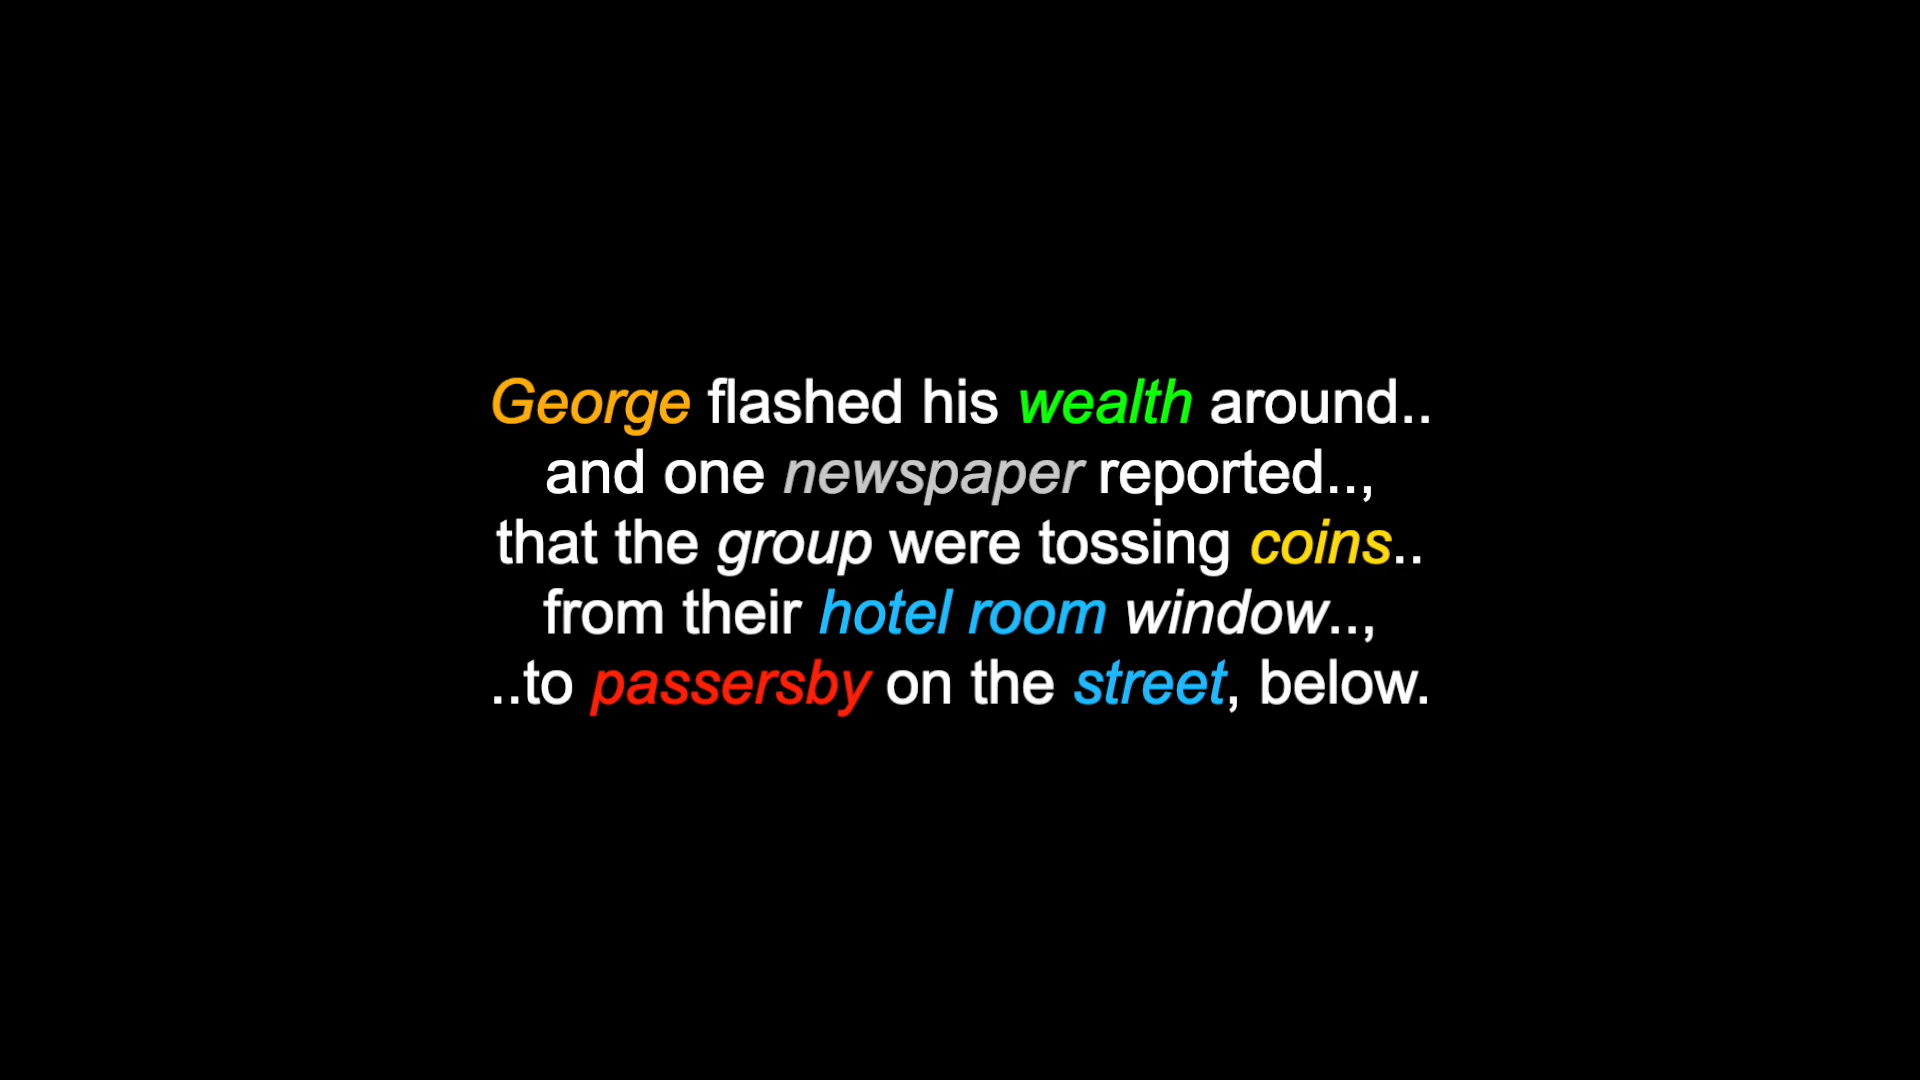 George flashed his wealth around..
and one newspaper reported..,
that the group were tossing coins..
from their hotel room window..,
..to passersby on the street, below.